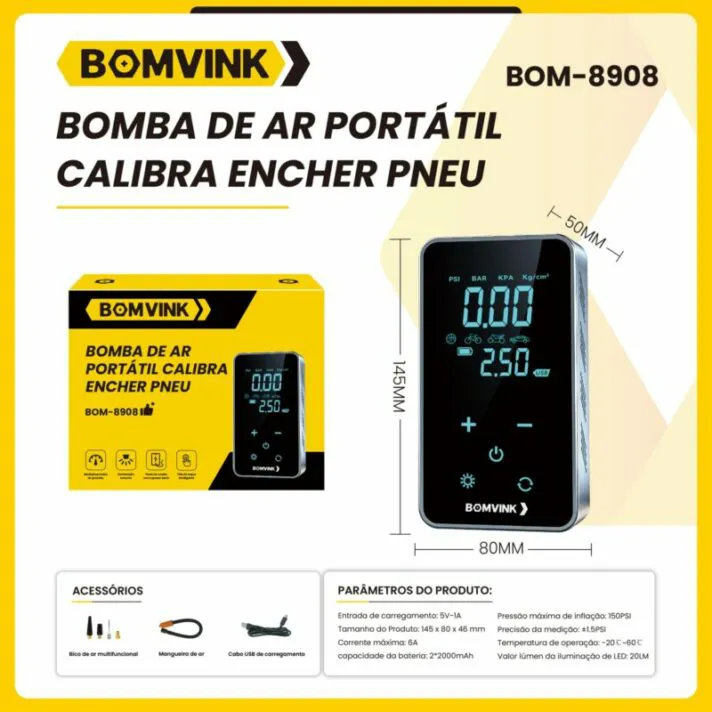 BOMVINK
BOM-8908
BOMBA DE AR PORTÁTIL
CALIBRA ENCHER PNEU
50MM
145MM
80MM
PSI BAR KPA Kg/cm²
0.00
2.50 USB
BOMVINK
BOMVINK
BOMBA DE AR
PORTÁTIL CALIBRA
ENCHER PNEU
BOM-8908
0.00
2.50
BOMVINK
ACESSÓRIOS
Bico de ar multifuncional
Mangueira de ar
Cabo USB de carregamento
PARÂMETROS DO PRODUTO:
Entrada de carregamento: 5V-1A
Tamanho do Produto: 145 x 80 x 46 mm
Corrente máxima: 6A
capacidade da bateria: 2*2000mAh
Pressão máxima de inflação: 150PSI
Precisão da medição: ±1.5PSI
Temperatura de operação: -20℃~60℃
Valor lúmen da iluminação de LED: 20LM